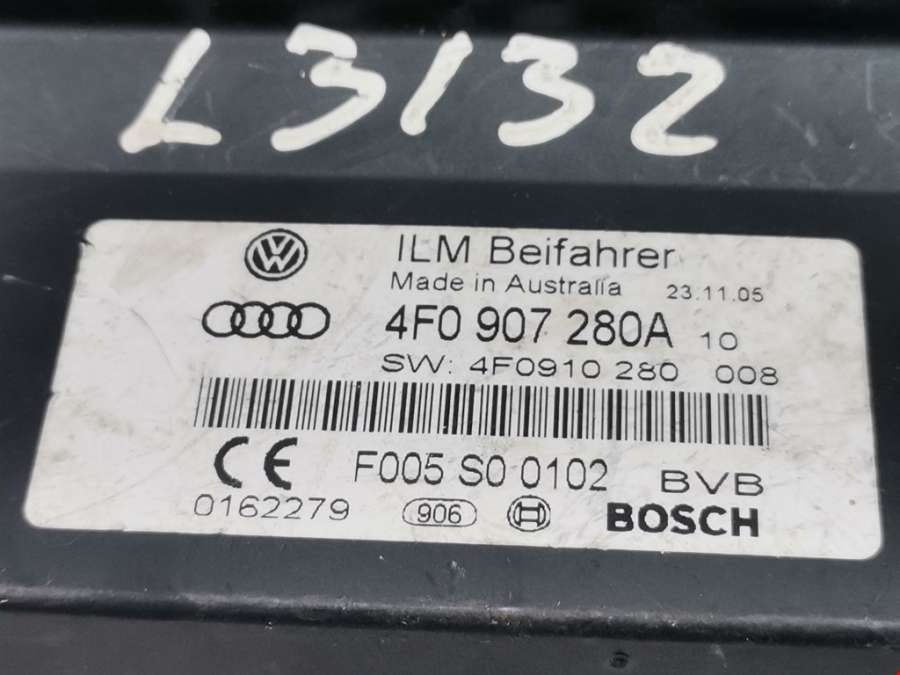 L3132
ILM Beifahrer
Made in Australia 23.11.05
4F0 907 280A 10
SW: 4F0910 280 008
CE F005 S0 0102 BVB
0162279 906 BOSCH